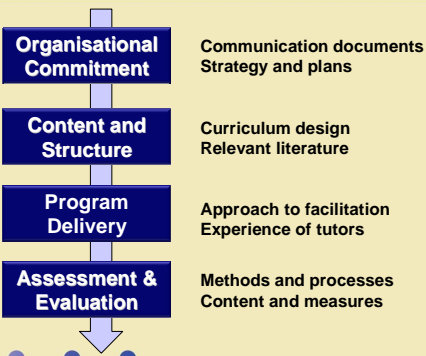 Organisational
Commitment
Communication documents
Strategy and plans
Content and
Structure
Curriculum design
Relevant literature
Program
Delivery
Approach to facilitation
Experience of tutors
Assessment &
Evaluation
Methods and processes
Content and measures